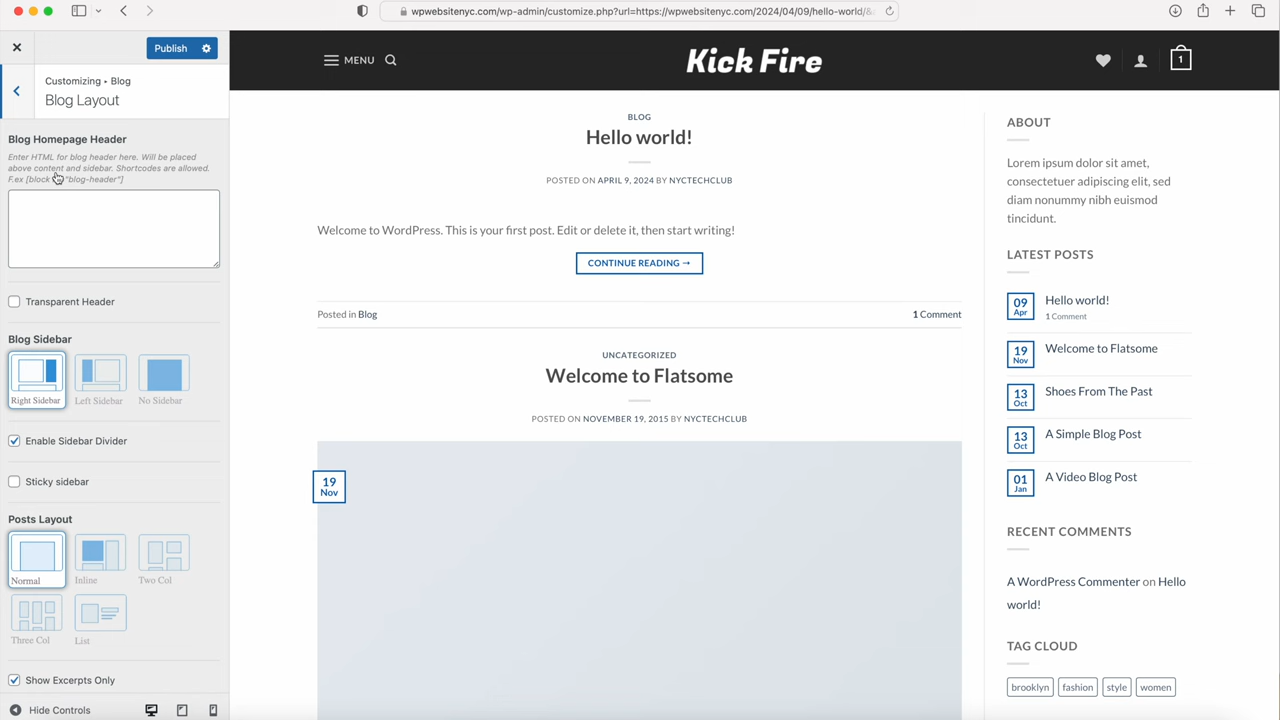 wpwebsitenyc.com/wp-admin/customize.php?url=https://wpwebsitenyc.com/2024/04/09/hello-world/&
Publish
Customizing • Blog
Blog Layout
Blog Homepage Header
Enter HTML for blog header here. Will be placed
above content and sidebar. Shortcodes are allowed.
F.ex [block "blog-header"]
Transparent Header
Blog Sidebar
Right Sidebar
Left Sidebar
No Sidebar
Enable Sidebar Divider
Sticky sidebar
Posts Layout
Normal
Inline
Two Col
Three Col
List
Show Excerpts Only
Hide Controls
MENU
Kick Fire
1
BLOG
Hello world!
POSTED ON APRIL 9, 2024 BY NYCTECHCLUB
Welcome to WordPress. This is your first post. Edit or delete it, then start writing!
CONTINUE READING →
Posted in Blog
1 Comment
UNCATEGORIZED
Welcome to Flatsome
POSTED ON NOVEMBER 19, 2015 BY NYCTECHCLUB
19
Nov
ABOUT
Lorem ipsum dolor sit amet,
consectetuer adipiscing elit, sed
diam nonummy nibh euismod
tincidunt.
LATEST POSTS
09
Apr
Hello world!
1 Comment
19
Nov
Welcome to Flatsome
13
Oct
Shoes From The Past
13
Oct
A Simple Blog Post
01
Jan
A Video Blog Post
RECENT COMMENTS
A WordPress Commenter on Hello
world!
TAG CLOUD
brooklyn
fashion
style
women